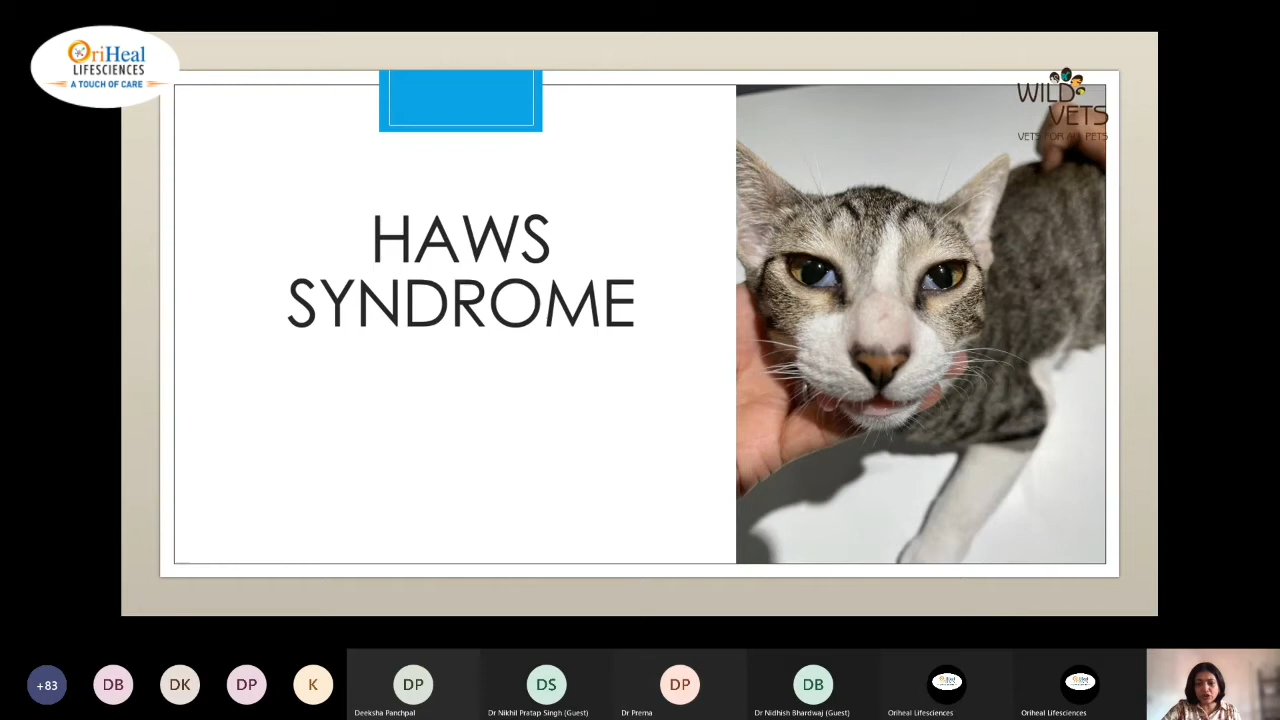 OriHeal
LIFESCIENCES
A TOUCH OF CARE
WILD
VETS
VETS FOR ALL PETS
HAWS
SYNDROME
+83
DB
DK
DP
K
DP
DS
DP
DB
OriHeal
OriHeal
Deeksha Panchpal
Dr Nikhil Pratap Singh (Guest)
Dr Prerna
Dr Nidhish Bhardwaj (Guest)
Oriheal Lifesciences
Oriheal Lifesciences